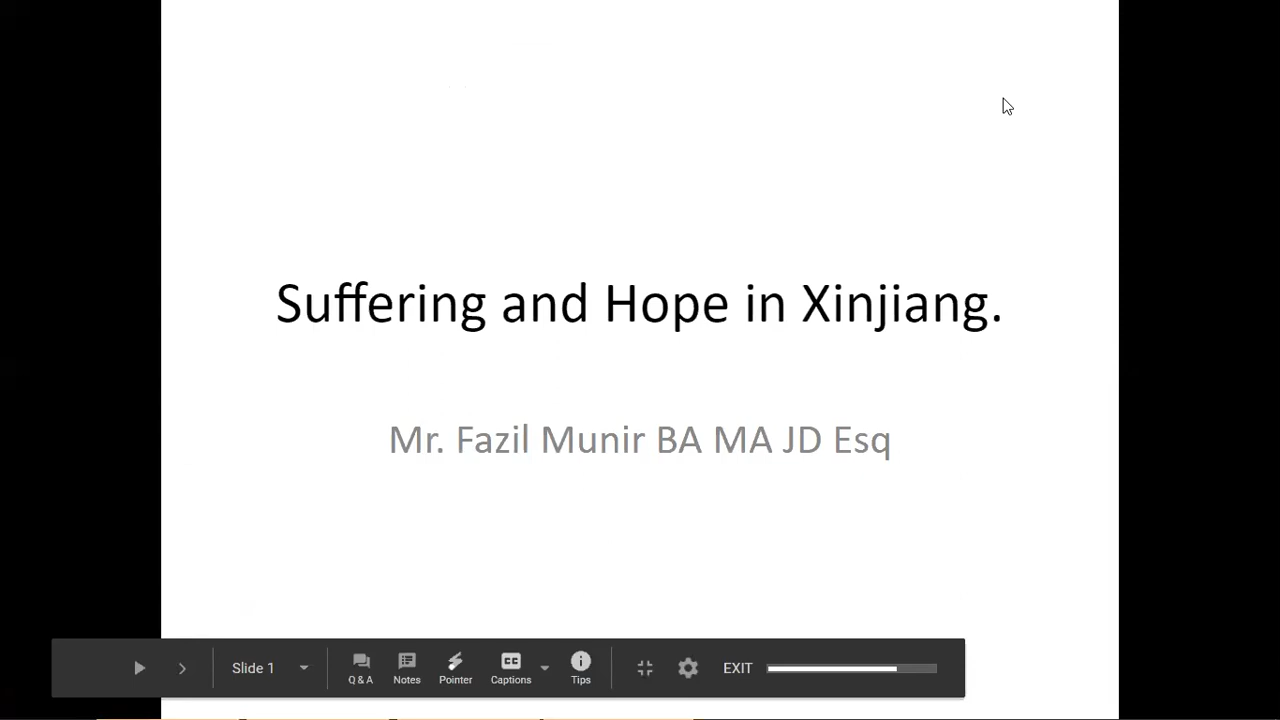 Suffering and Hope in Xinjiang.
Mr. Fazil Munir BA MA JD Esq
Slide 1
Q & A
Notes
Pointer
CC
Captions
Tips
EXIT